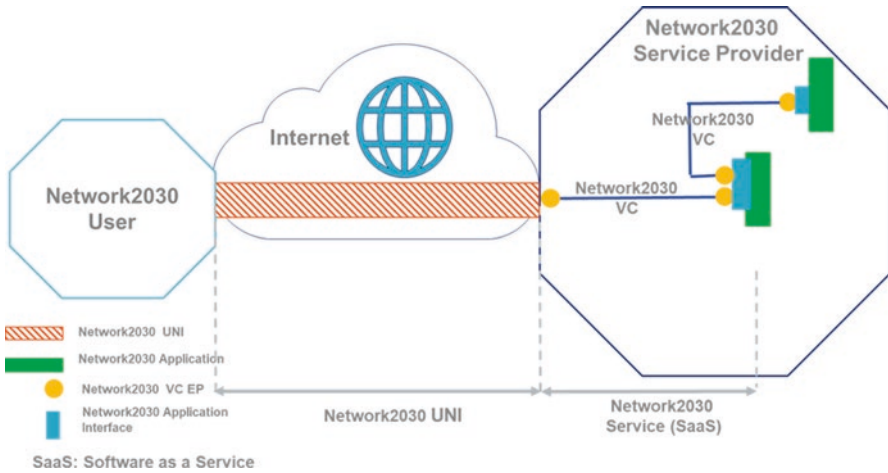 Network2030
Service Provider
Internet
Network2030
VC
Network2030
User
Network2030
VC
Network2030 UNI
Network2030 Application
Network2030 VC EP
Network2030 Application
Interface
Network2030 UNI
Network2030
Service (SaaS)
SaaS: Software as a Service